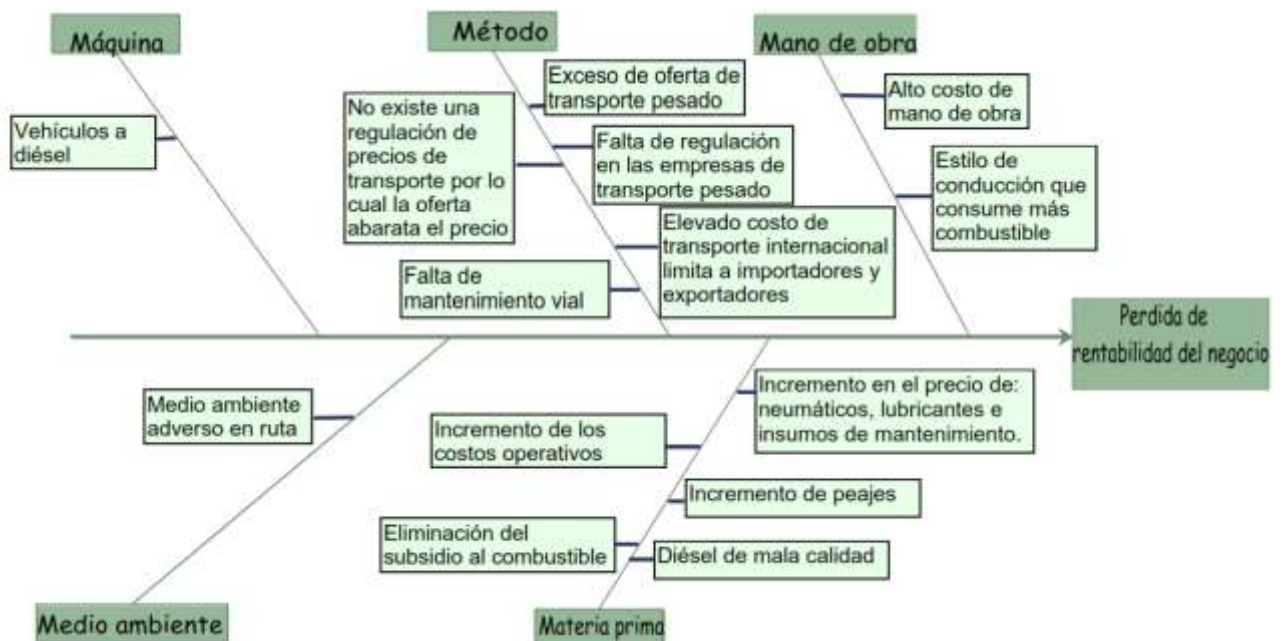 Máquina
Método
Mano de obra
Exceso de oferta de
transporte pesado
Alto costo de
mano de obra
No existe una
regulación de
precios de
transporte por lo
cual la oferta
abarata el precio
Vehículos a
diésel
Falta de regulación
en las empresas de
transporte pesado
Estilo de
conducción que
consume más
combustible
Elevado costo de
transporte internacional
limita a importadores y
exportadores
Falta de
mantenimiento vial
Perdida de
rentabilidad del negocio
Medio ambiente
adverso en ruta
Incremento en el precio de:
neumáticos, lubricantes e
insumos de mantenimiento.
Incremento de los
costos operativos
Incremento de peajes
Eliminación del
subsidio al combustible
Diésel de mala calidad
Medio ambiente
Materia prima